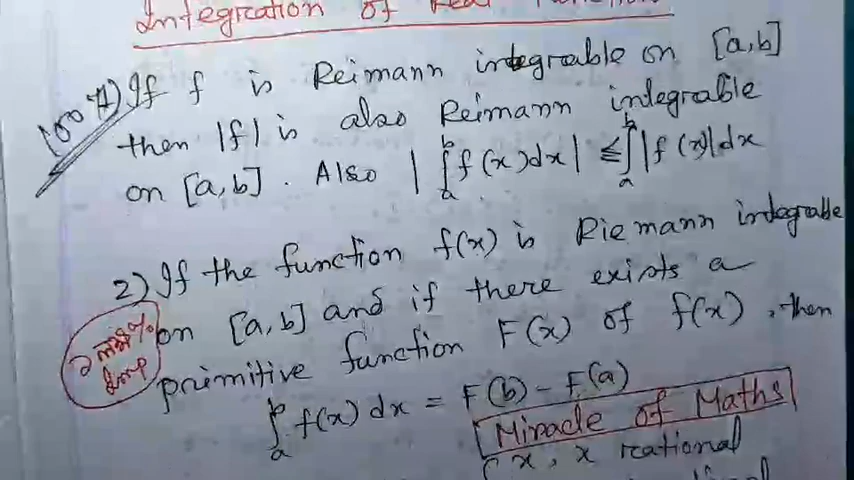 Integration of Real
100% 1) If f is Reimann integrable on [a,b]
then |f| is also Reimann integrable
on [a,b]. Also | ∫ₐᵇ f(x)dx | ≤ ∫ₐᵇ |f(x)|dx
2) If the function f(x) is Riemann integrable
on [a,b] and if there exists a
primitive function F(x) of f(x), then
∫ₐᵇ f(x) dx = F(b) - F(a)
Miracle of Maths
{ x, x rational